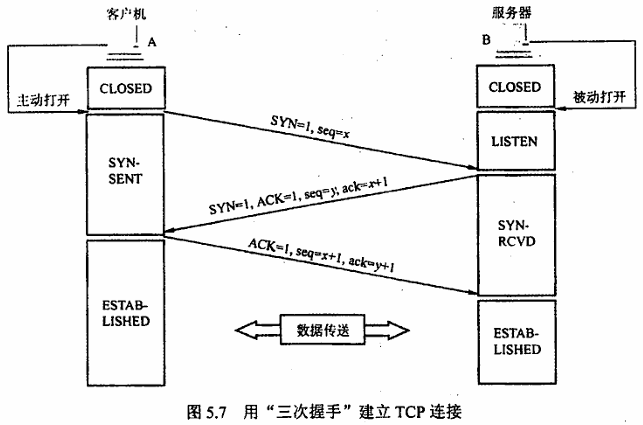 客户机
服务器
A
B
CLOSED
CLOSED
主动打开
被动打开
SYN=1, seq=x
LISTEN
SYN-
SENT
SYN=1, ACK=1, seq=y, ack=x+1
SYN-
RCVD
ACK=1, seq=x+1, ack=y+1
ESTAB-
LISHED
数据传送
ESTAB-
LISHED
图 5.7 用“三次握手”建立 TCP 连接